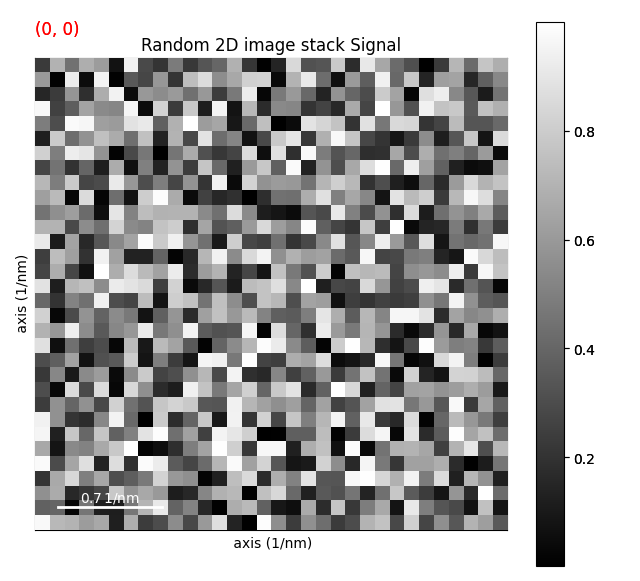 (0, 0)
Random 2D image stack Signal
0.8
0.6
0.4
0.2
axis (1/nm)
0.7 1/nm
axis (1/nm)